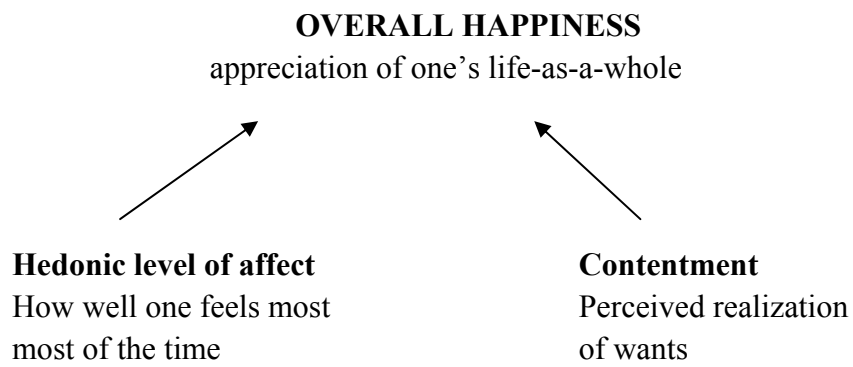 OVERALL HAPPINESS
appreciation of one’s life-as-a-whole
Hedonic level of affect
How well one feels most
most of the time
Contentment
Perceived realization
of wants